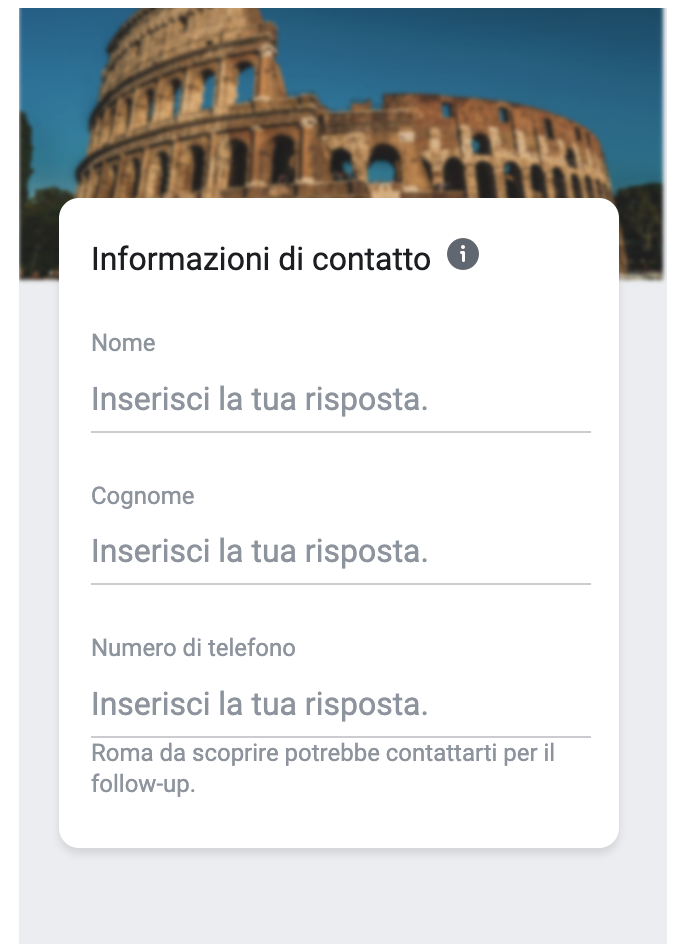 Informazioni di contatto
Nome
Inserisci la tua risposta.
Cognome
Inserisci la tua risposta.
Numero di telefono
Inserisci la tua risposta.
Roma da scoprire potrebbe contattarti per il
follow-up.